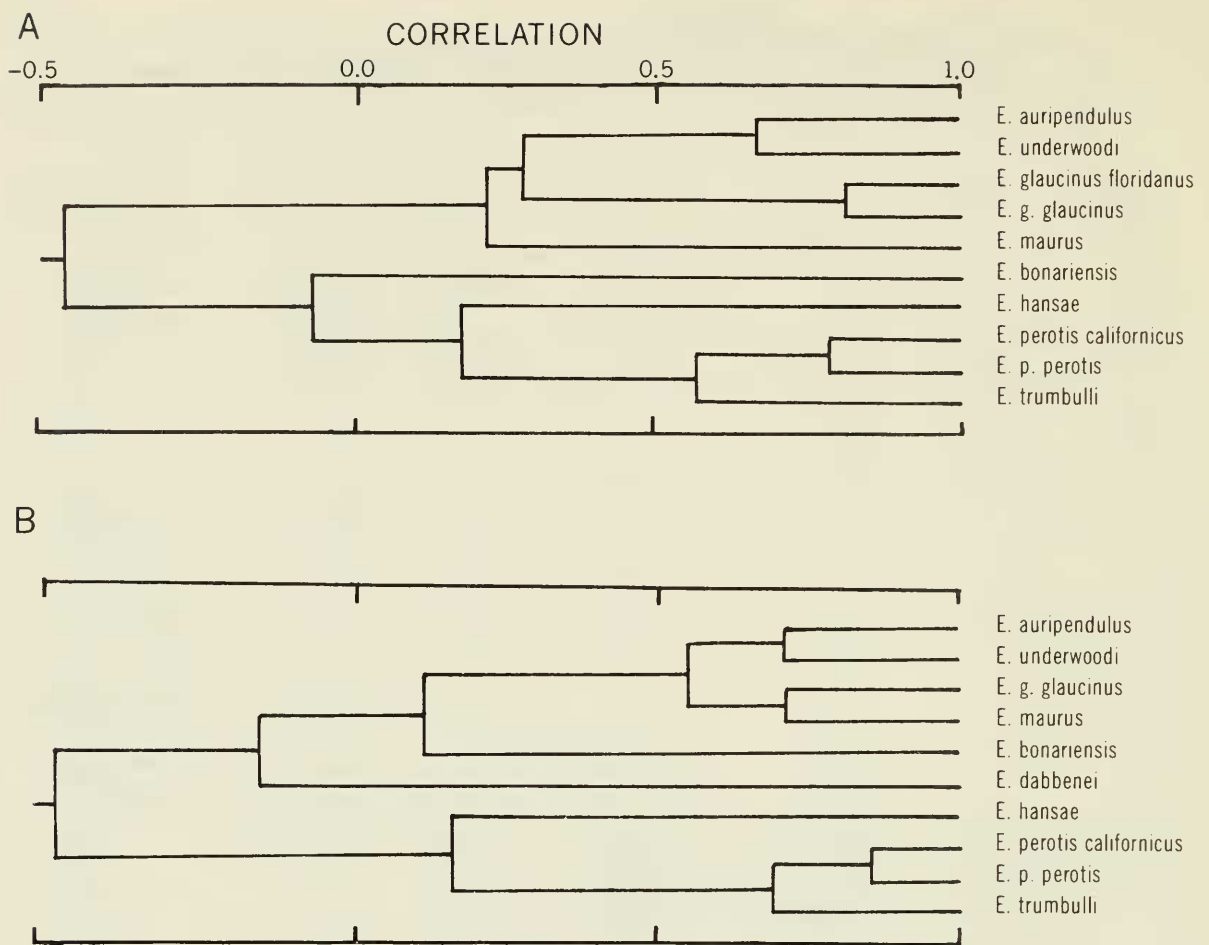 A
CORRELATION
-0.5 0.0 0.5 1.0
E. auripendulus
E. underwoodi
E. glaucinus floridanus
E. g. glaucinus
E. maurus
E. bonariensis
E. hansae
E. perotis californicus
E. p. perotis
E. trumbulli
B
E. auripendulus
E. underwoodi
E. g. glaucinus
E. maurus
E. bonariensis
E. dabbenei
E. hansae
E. perotis californicus
E. p. perotis
E. trumbulli